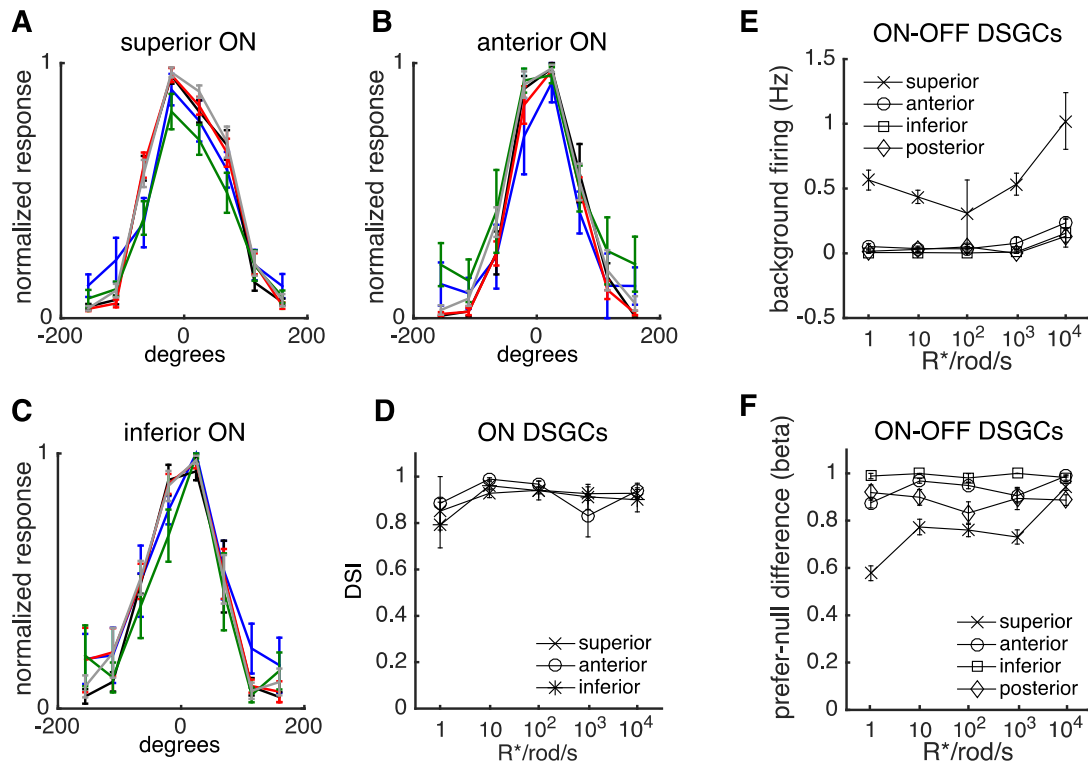 A
superior ON
normalized response
1
0
-200
0
200
degrees
B
anterior ON
normalized response
1
0
-200
0
200
degrees
C
inferior ON
normalized response
1
0
-200
0
200
degrees
D
ON DSGCs
DSI
1
0.8
0.6
0.4
0.2
0
superior
anterior
inferior
1
10
10²
10³
10⁴
R*/rod/s
E
ON-OFF DSGCs
background firing (Hz)
1.5
1
0.5
0
-0.5
superior
anterior
inferior
posterior
1
10
10²
10³
10⁴
R*/rod/s
F
ON-OFF DSGCs
prefer-null difference (beta)
1
0.8
0.6
0.4
0.2
0
superior
anterior
inferior
posterior
1
10
10²
10³
10⁴
R*/rod/s